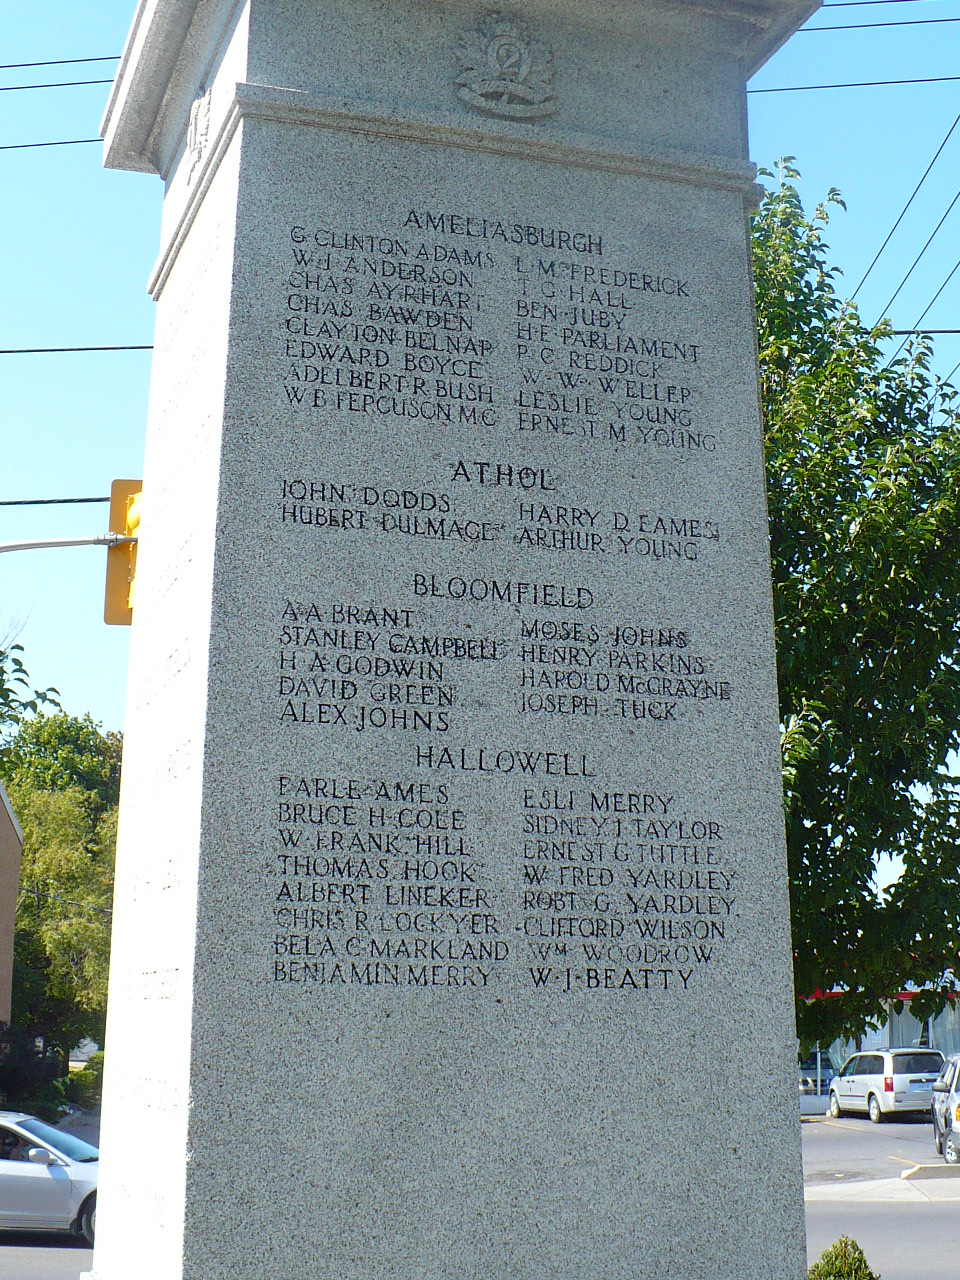 AMELIASBURGH
G CLINTON ADAMS
W. J. ANDERSON
CHAS AYRHART
CHAS BAWDEN
CLAYTON BELNAP
EDWARD BOYCE
ADELBERT R. BUSH
W. B. FERGUSON. M.C
L. M. FREDERICK
T. G. HALL
BEN JUBY
H. E. PARLIAMENT
P. C. REDDICK
W. W. WELLER
LESLIE YOUNG
ERNEST M. YOUNG
ATHOL
JOHN DODDS
HUBERT DULMAGE
HARRY D. EAMES
ARTHUR YOUNG
BLOOMFIELD
A. A. BRANT
STANLEY CAMPBELL
H. A. GODWIN
DAVID GREEN
ALEX JOHNS
MOSES JOHNS
HENRY PARKINS
HAROLD McCRAYNE
JOSEPH TUCK
HALLOWELL
EARLE AMES
BRUCE H. COLE
W. FRANK HILL
THOMAS HOOK
ALBERT LINEKER
CHRIS R. LOCKYER
BELA C. MARKLAND
BENJAMIN MERRY
ESLI MERRY
SIDNEY J TAYLOR
ERNEST G TUTTLE
W. FRED YARDLEY
ROBT G. YARDLEY
CLIFFORD WILSON
WM WOODROW
W. J. BEATTY